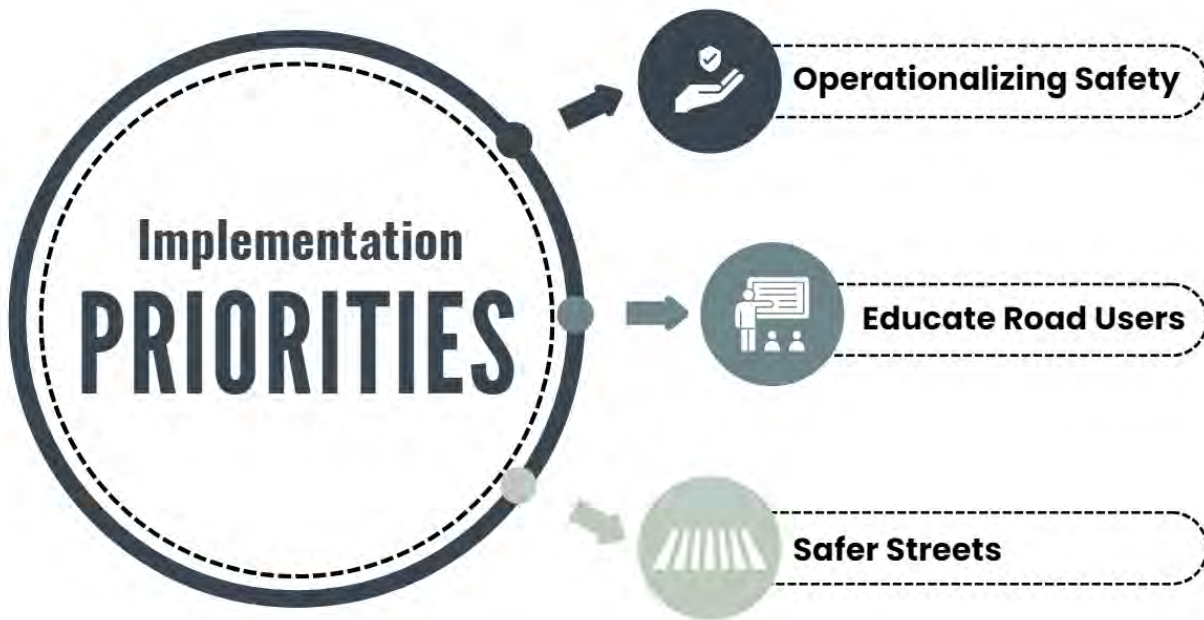 Implementation
PRIORITIES
Operationalizing Safety
Educate Road Users
Safer Streets